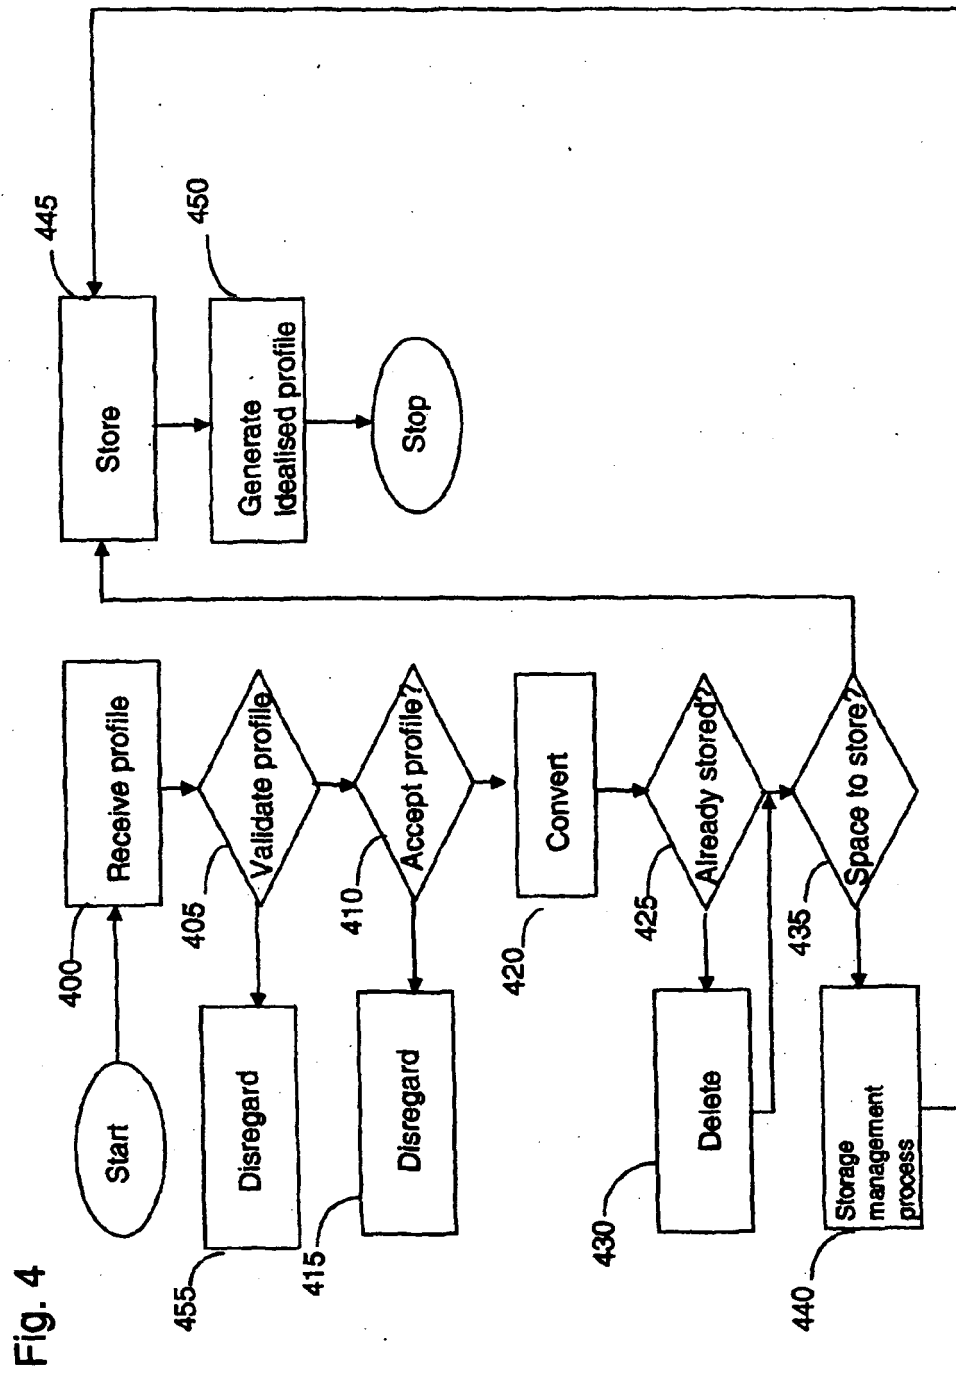 Fig. 4
Start
400
Receive profile
405
Validate profile
455
Disregard
410
Accept profile?
415
Disregard
420
Convert
425
Already stored?
430
Delete
435
Space to store?
440
Storage
management
process
445
Store
450
Generate
idealised profile
Stop